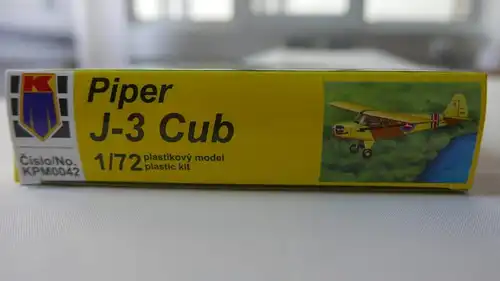 K
Číslo/No.
KPM0042
Piper
J-3 Cub
1/72 plastikový model
plastic kit